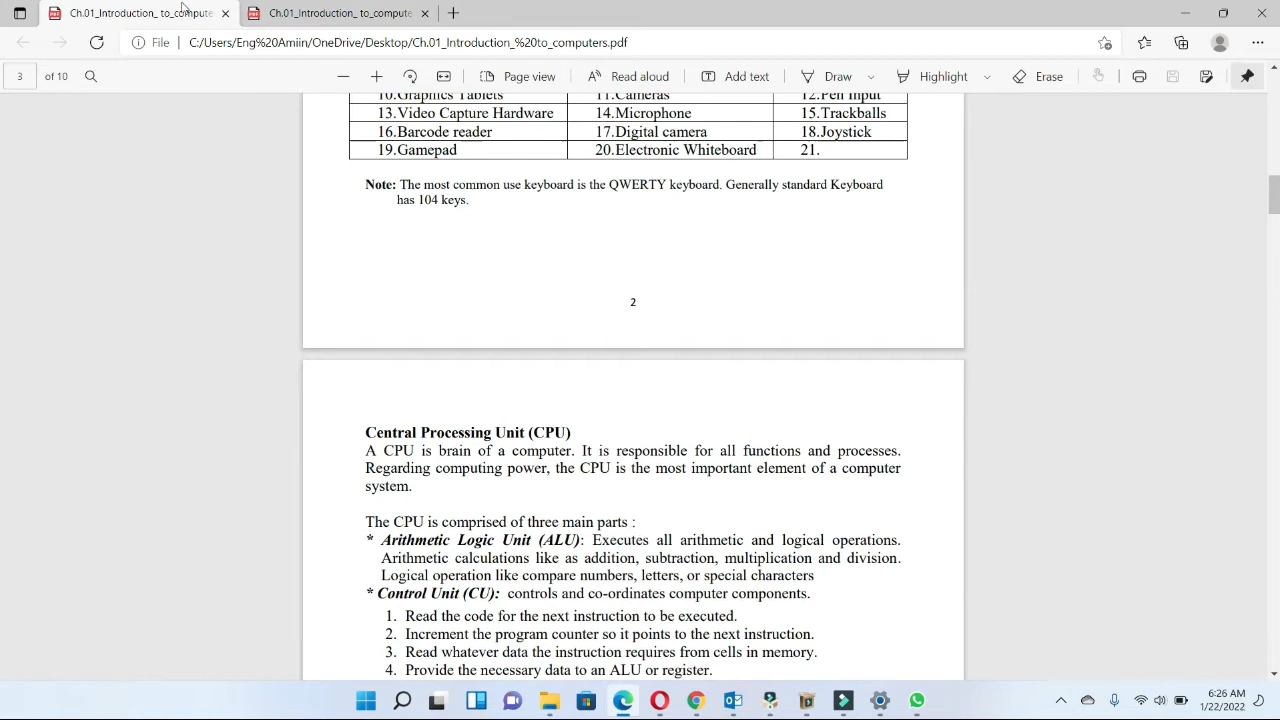 Ch.01_Introduction_ to_compute
Ch.01_Introduction_ to_compute
File
C:/Users/Eng%20Amiin/OneDrive/Desktop/Ch.01_Introduction_%20to_computers.pdf
3 of 10
Page view
Read aloud
Add text
Draw
Highlight
Erase
10.Graphics Tablets 11.Cameras 12.Pen Input
13.Video Capture Hardware 14.Microphone 15.Trackballs
16.Barcode reader 17.Digital camera 18.Joystick
19.Gamepad 20.Electronic Whiteboard 21.
Note: The most common use keyboard is the QWERTY keyboard. Generally standard Keyboard
has 104 keys.
2
Central Processing Unit (CPU)
A CPU is brain of a computer. It is responsible for all functions and processes.
Regarding computing power, the CPU is the most important element of a computer
system.
The CPU is comprised of three main parts :
* Arithmetic Logic Unit (ALU): Executes all arithmetic and logical operations.
Arithmetic calculations like as addition, subtraction, multiplication and division.
Logical operation like compare numbers, letters, or special characters
* Control Unit (CU): controls and co-ordinates computer components.
1. Read the code for the next instruction to be executed.
2. Increment the program counter so it points to the next instruction.
3. Read whatever data the instruction requires from cells in memory.
4. Provide the necessary data to an ALU or register.
6:26 AM
1/22/2022